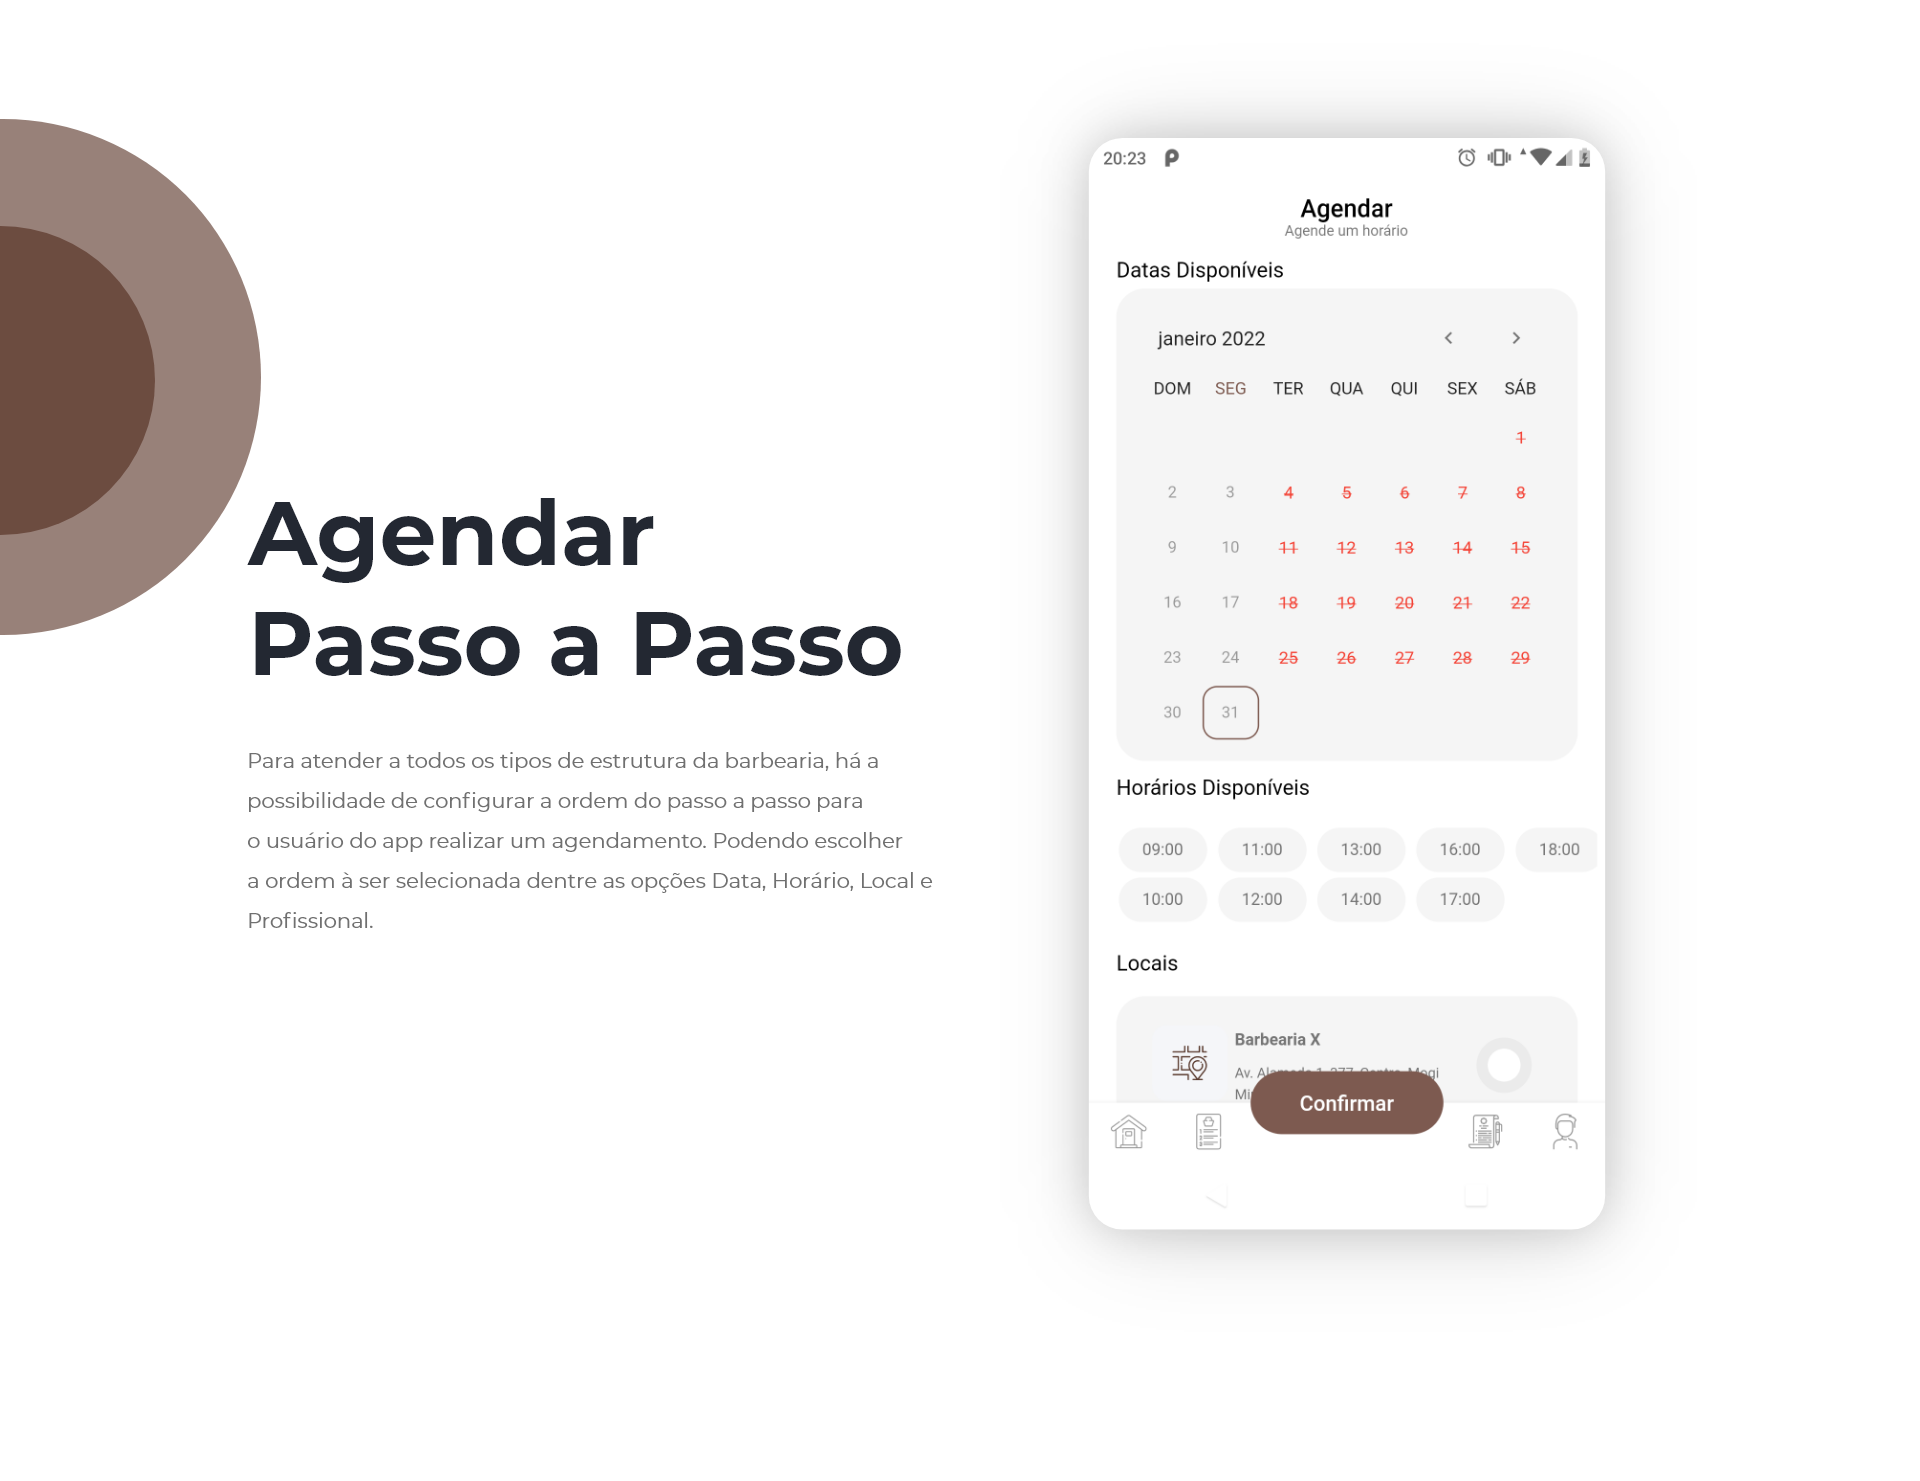 Agendar
Passo a Passo
Para atender a todos os tipos de estrutura da barbearia, há a
possibilidade de configurar a ordem do passo a passo para
o usuário do app realizar um agendamento. Podendo escolher
a ordem à ser selecionada dentre as opções Data, Horário, Local e
Profissional.
20:23
Agendar
Agende um horário
Datas Disponíveis
janeiro 2022
DOM SEG TER QUA QUI SEX SÁB
1
2 3 4 5 6 7 8
9 10 11 12 13 14 15
16 17 18 19 20 21 22
23 24 25 26 27 28 29
30 31
Horários Disponíveis
09:00 11:00 13:00 16:00 18:00
10:00 12:00 14:00 17:00
Locais
Barbearia X
Av.
Confirmar